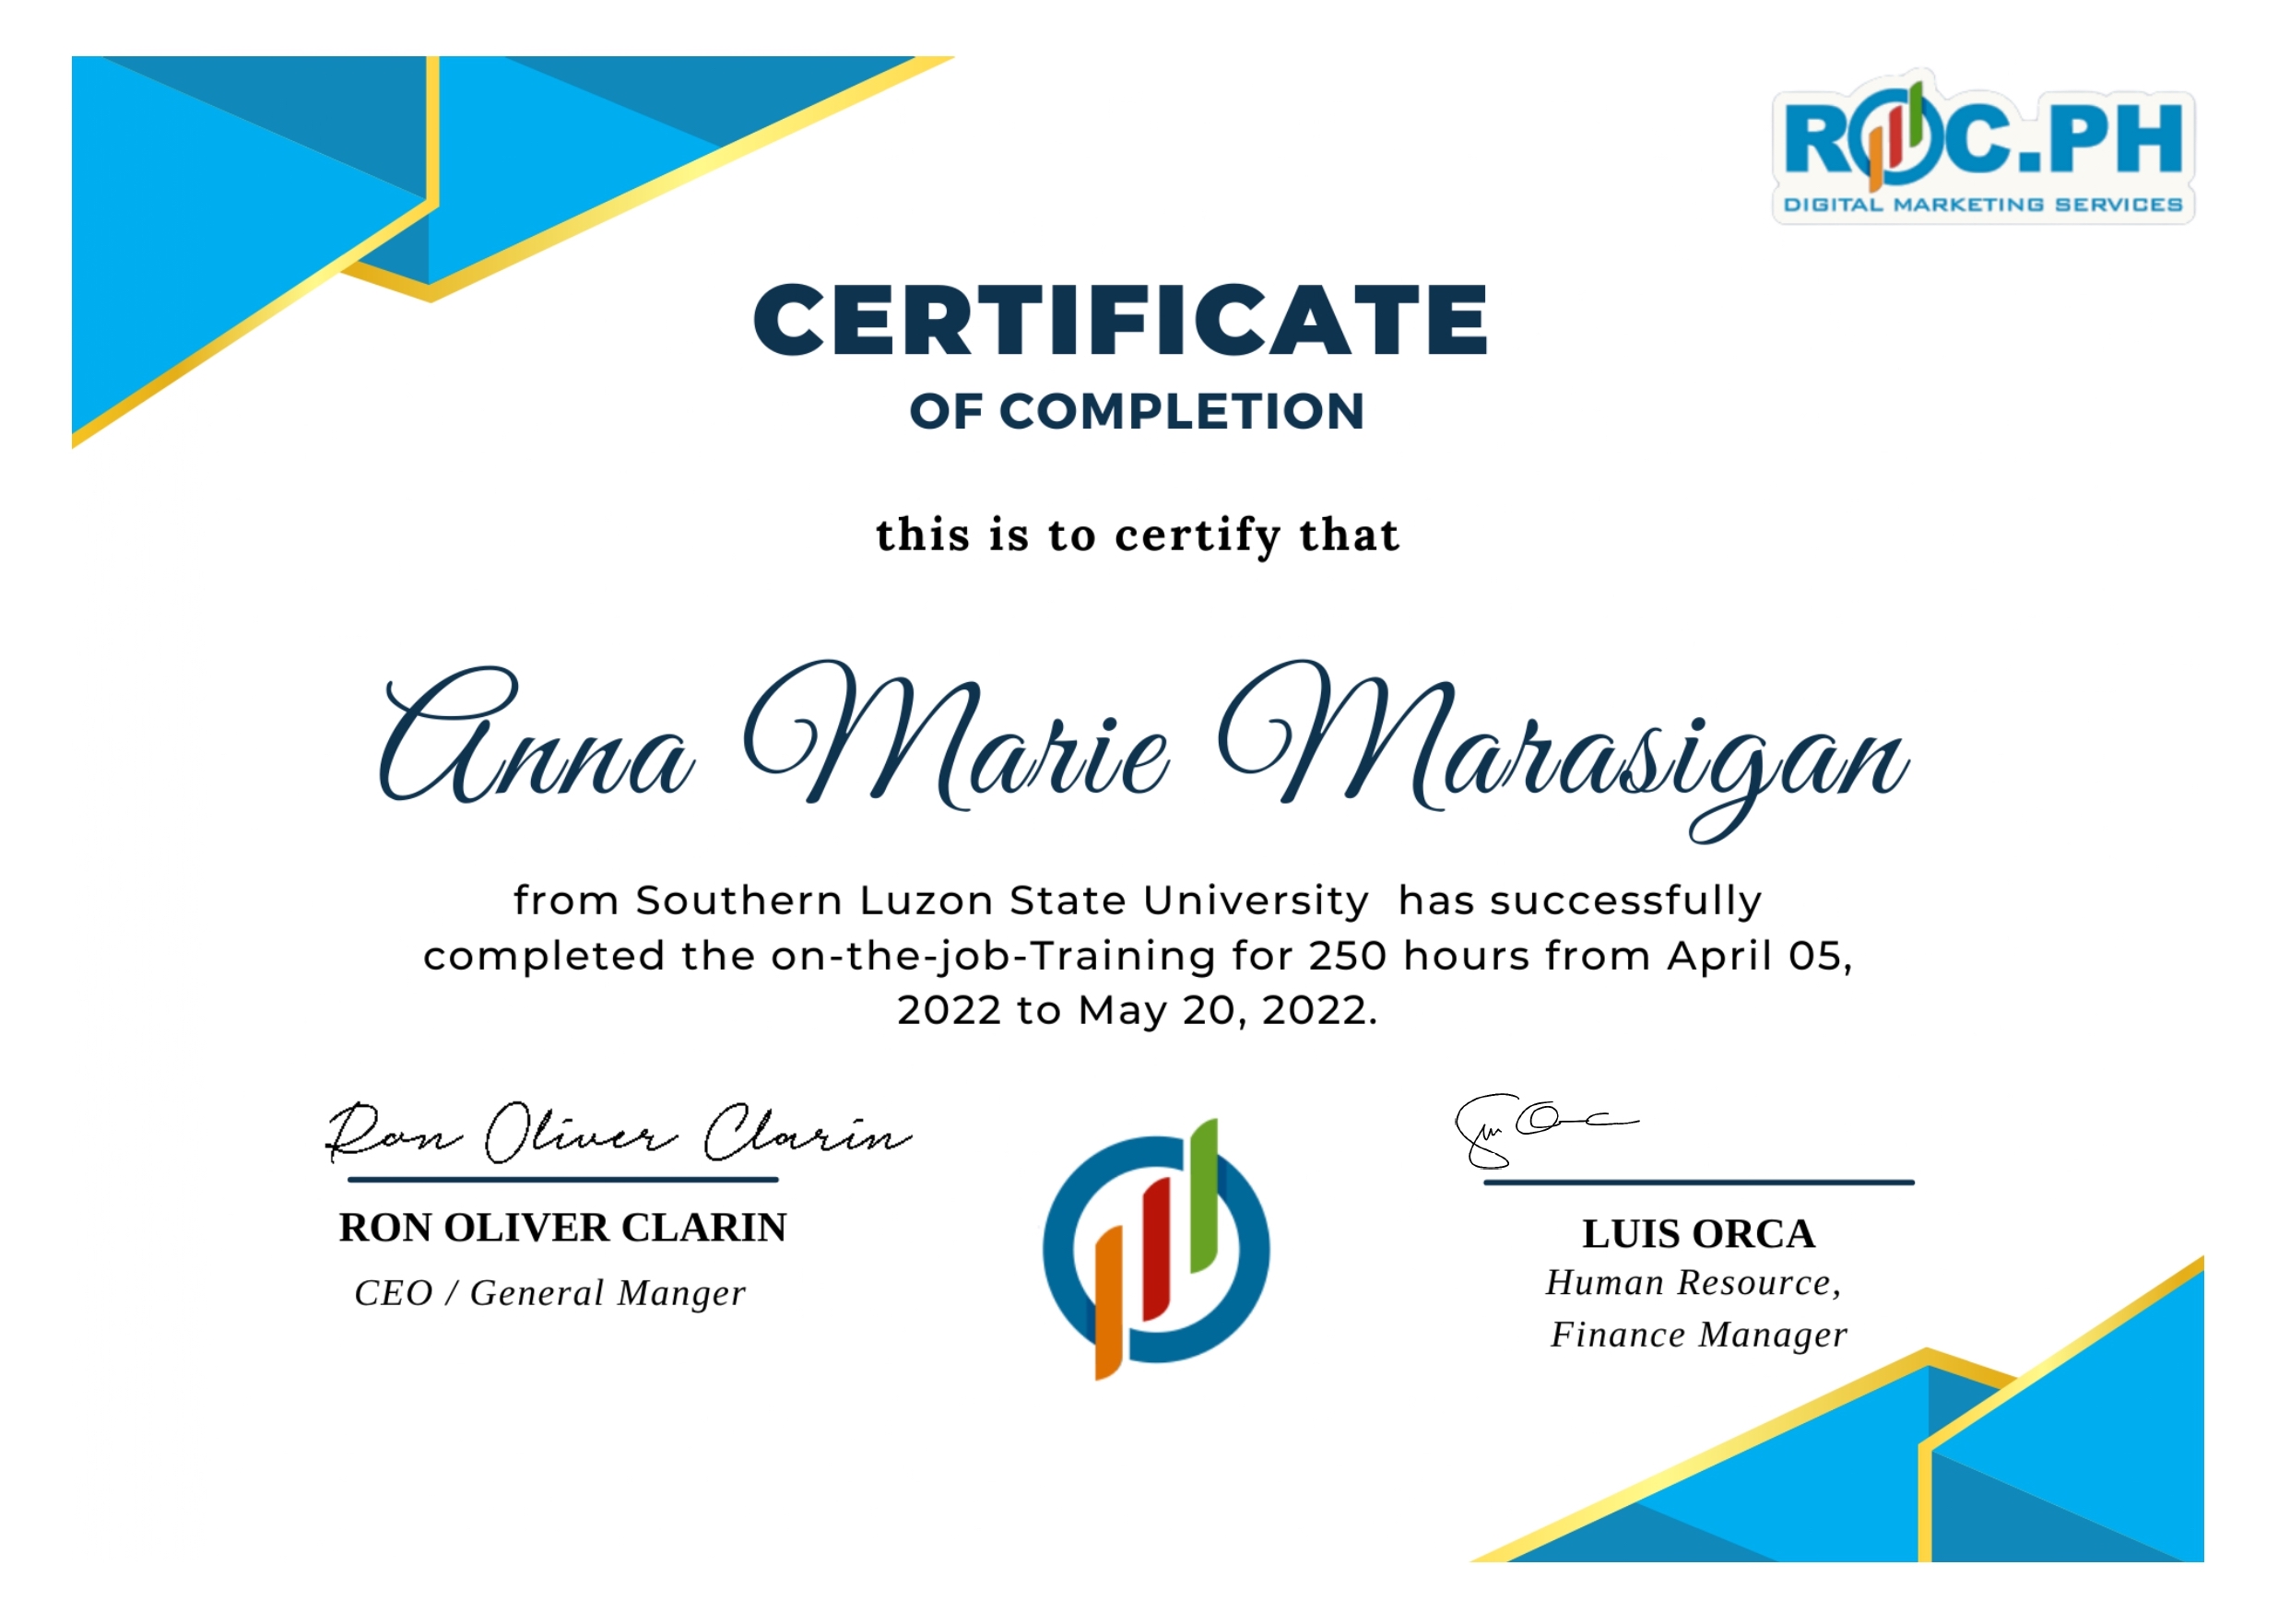 ROC.PH
DIGITAL MARKETING SERVICES
CERTIFICATE
OF COMPLETION
this is to certify that
Anna Marie Marasigan
from Southern Luzon State University has successfully
completed the on-the-job-Training for 250 hours from April 05,
2022 to May 20, 2022.
Ron Oliver Clarin
RON OLIVER CLARIN
CEO / General Manger
LUIS ORCA
Human Resource,
Finance Manager